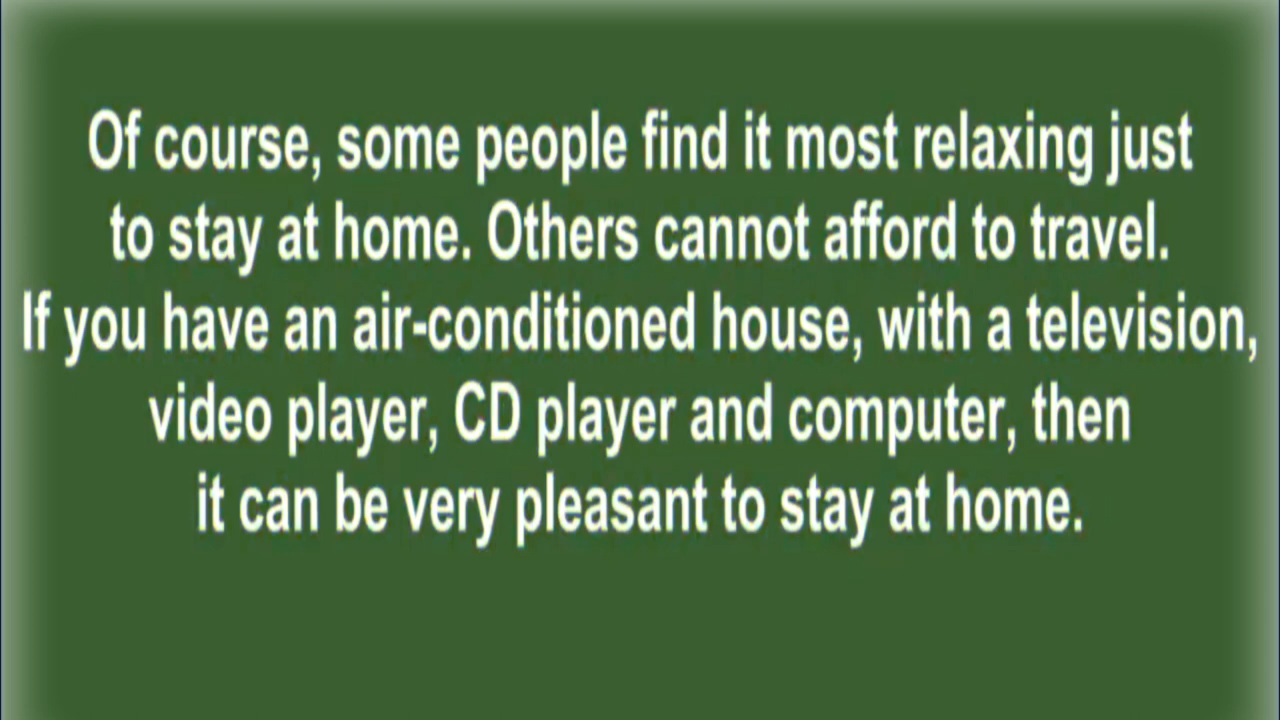 Of course, some people find it most relaxing just
to stay at home. Others cannot afford to travel.
If you have an air-conditioned house, with a television,
video player, CD player and computer, then
it can be very pleasant to stay at home.